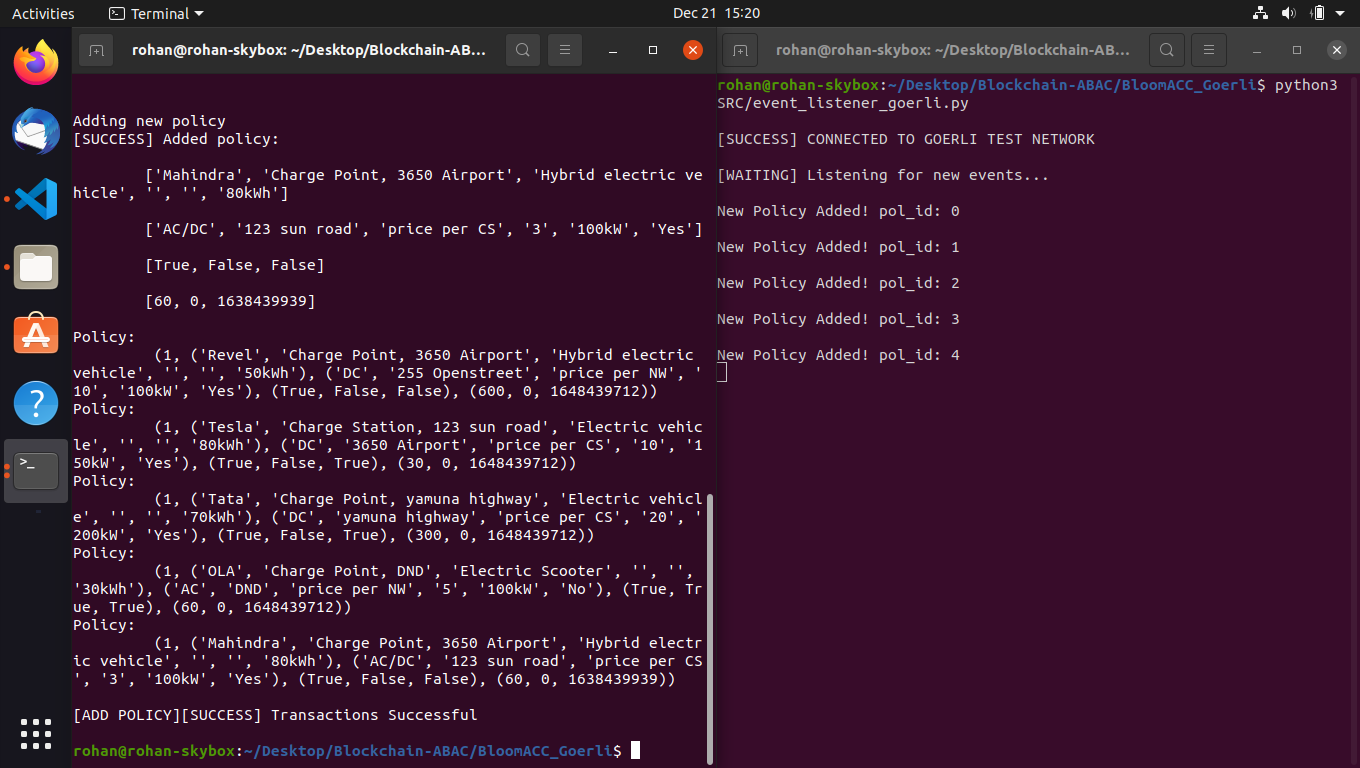 Activities
Terminal
Dec 21 15:20
rohan@rohan-skybox: ~/Desktop/Blockchain-AB...
rohan@rohan-skybox: ~/Desktop/Blockchain-AB...
Adding new policy
[SUCCESS] Added policy:
['Mahindra', 'Charge Point, 3650 Airport', 'Hybrid electric ve
hicle', '', '', '80kWh']
['AC/DC', '123 sun road', 'price per CS', '3', '100kW', 'Yes']
[True, False, False]
[60, 0, 1638439939]
Policy:
(1, ('Revel', 'Charge Point, 3650 Airport', 'Hybrid electric
vehicle', '', '', '50kWh'), ('DC', '255 Openstreet', 'price per NW', '
10', '100kW', 'Yes'), (True, False, False), (600, 0, 1648439712))
Policy:
(1, ('Tesla', 'Charge Station, 123 sun road', 'Electric vehic
le', '', '', '80kWh'), ('DC', '3650 Airport', 'price per CS', '10', '1
50kW', 'Yes'), (True, False, True), (30, 0, 1648439712))
Policy:
(1, ('Tata', 'Charge Point, yamuna highway', 'Electric vehicl
e', '', '', '70kWh'), ('DC', 'yamuna highway', 'price per CS', '20', '
200kW', 'Yes'), (True, False, True), (300, 0, 1648439712))
Policy:
(1, ('OLA', 'Charge Point, DND', 'Electric Scooter', '', '',
'30kWh'), ('AC', 'DND', 'price per NW', '5', '100kW', 'No'), (True, Tr
ue, True), (60, 0, 1648439712))
Policy:
(1, ('Mahindra', 'Charge Point, 3650 Airport', 'Hybrid electr
ic vehicle', '', '', '80kWh'), ('AC/DC', '123 sun road', 'price per CS
', '3', '100kW', 'Yes'), (True, False, False), (60, 0, 1638439939))
[ADD POLICY][SUCCESS] Transactions Successful
rohan@rohan-skybox:~/Desktop/Blockchain-ABAC/BloomACC_Goerli$
rohan@rohan-skybox:~/Desktop/Blockchain-ABAC/BloomACC_Goerli$ python3
SRC/event_listener_goerli.py
[SUCCESS] CONNECTED TO GOERLI TEST NETWORK
[WAITING] Listening for new events...
New Policy Added! pol_id: 0
New Policy Added! pol_id: 1
New Policy Added! pol_id: 2
New Policy Added! pol_id: 3
New Policy Added! pol_id: 4